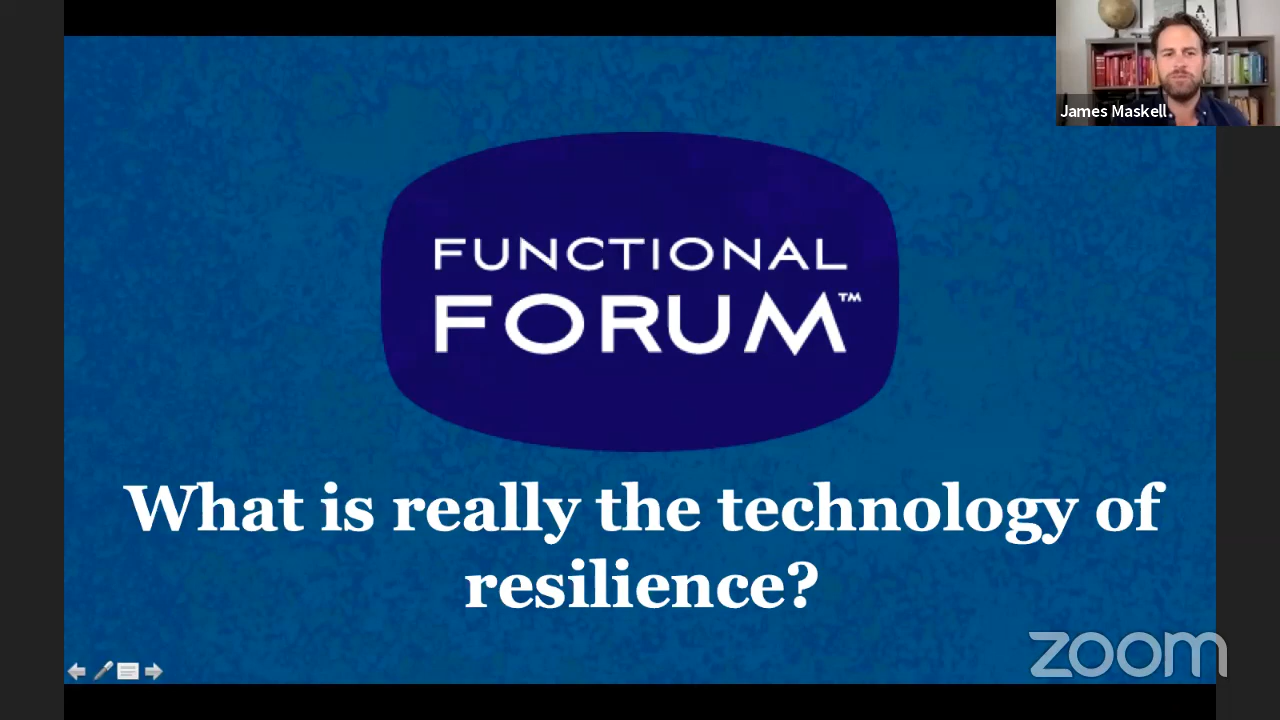 James Maskell
FUNCTIONAL
FORUM™
What is really the technology of
resilience?
zoom